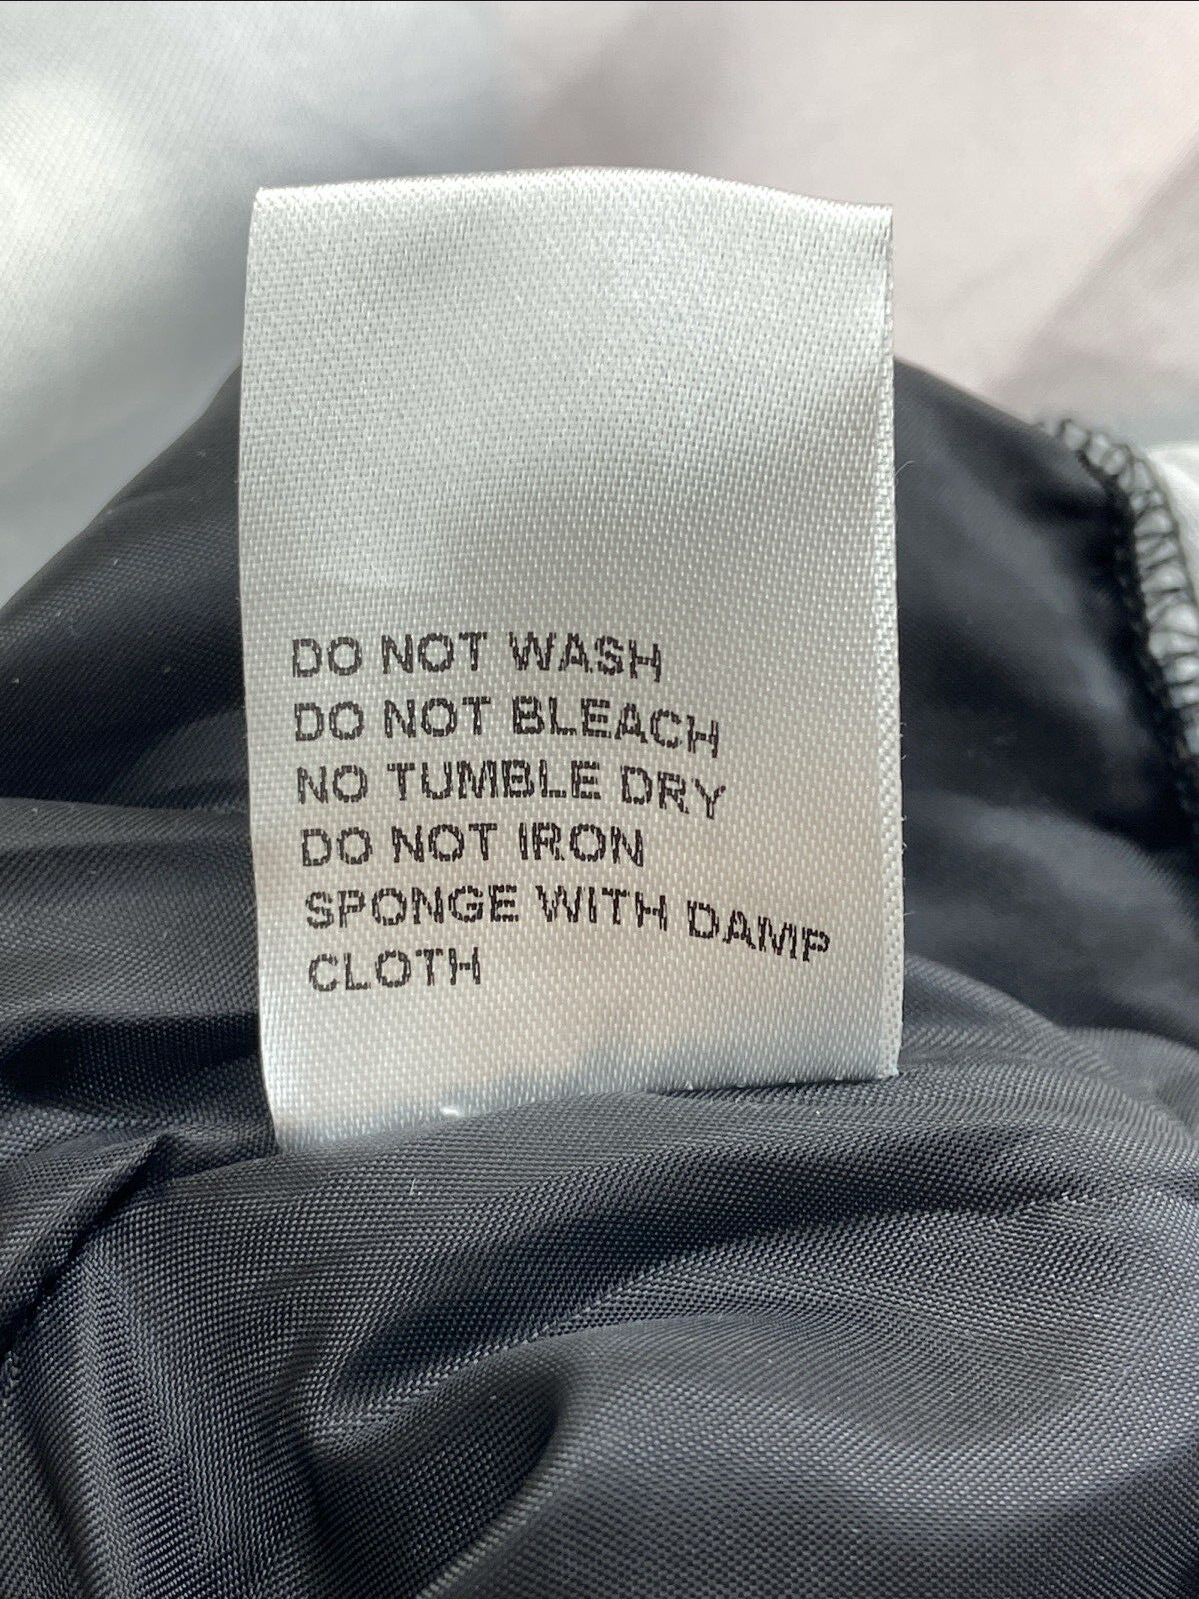 DO NOT WASH
DO NOT BLEACH
NO TUMBLE DRY
DO NOT IRON
SPONGE WITH DAMP
CLOTH